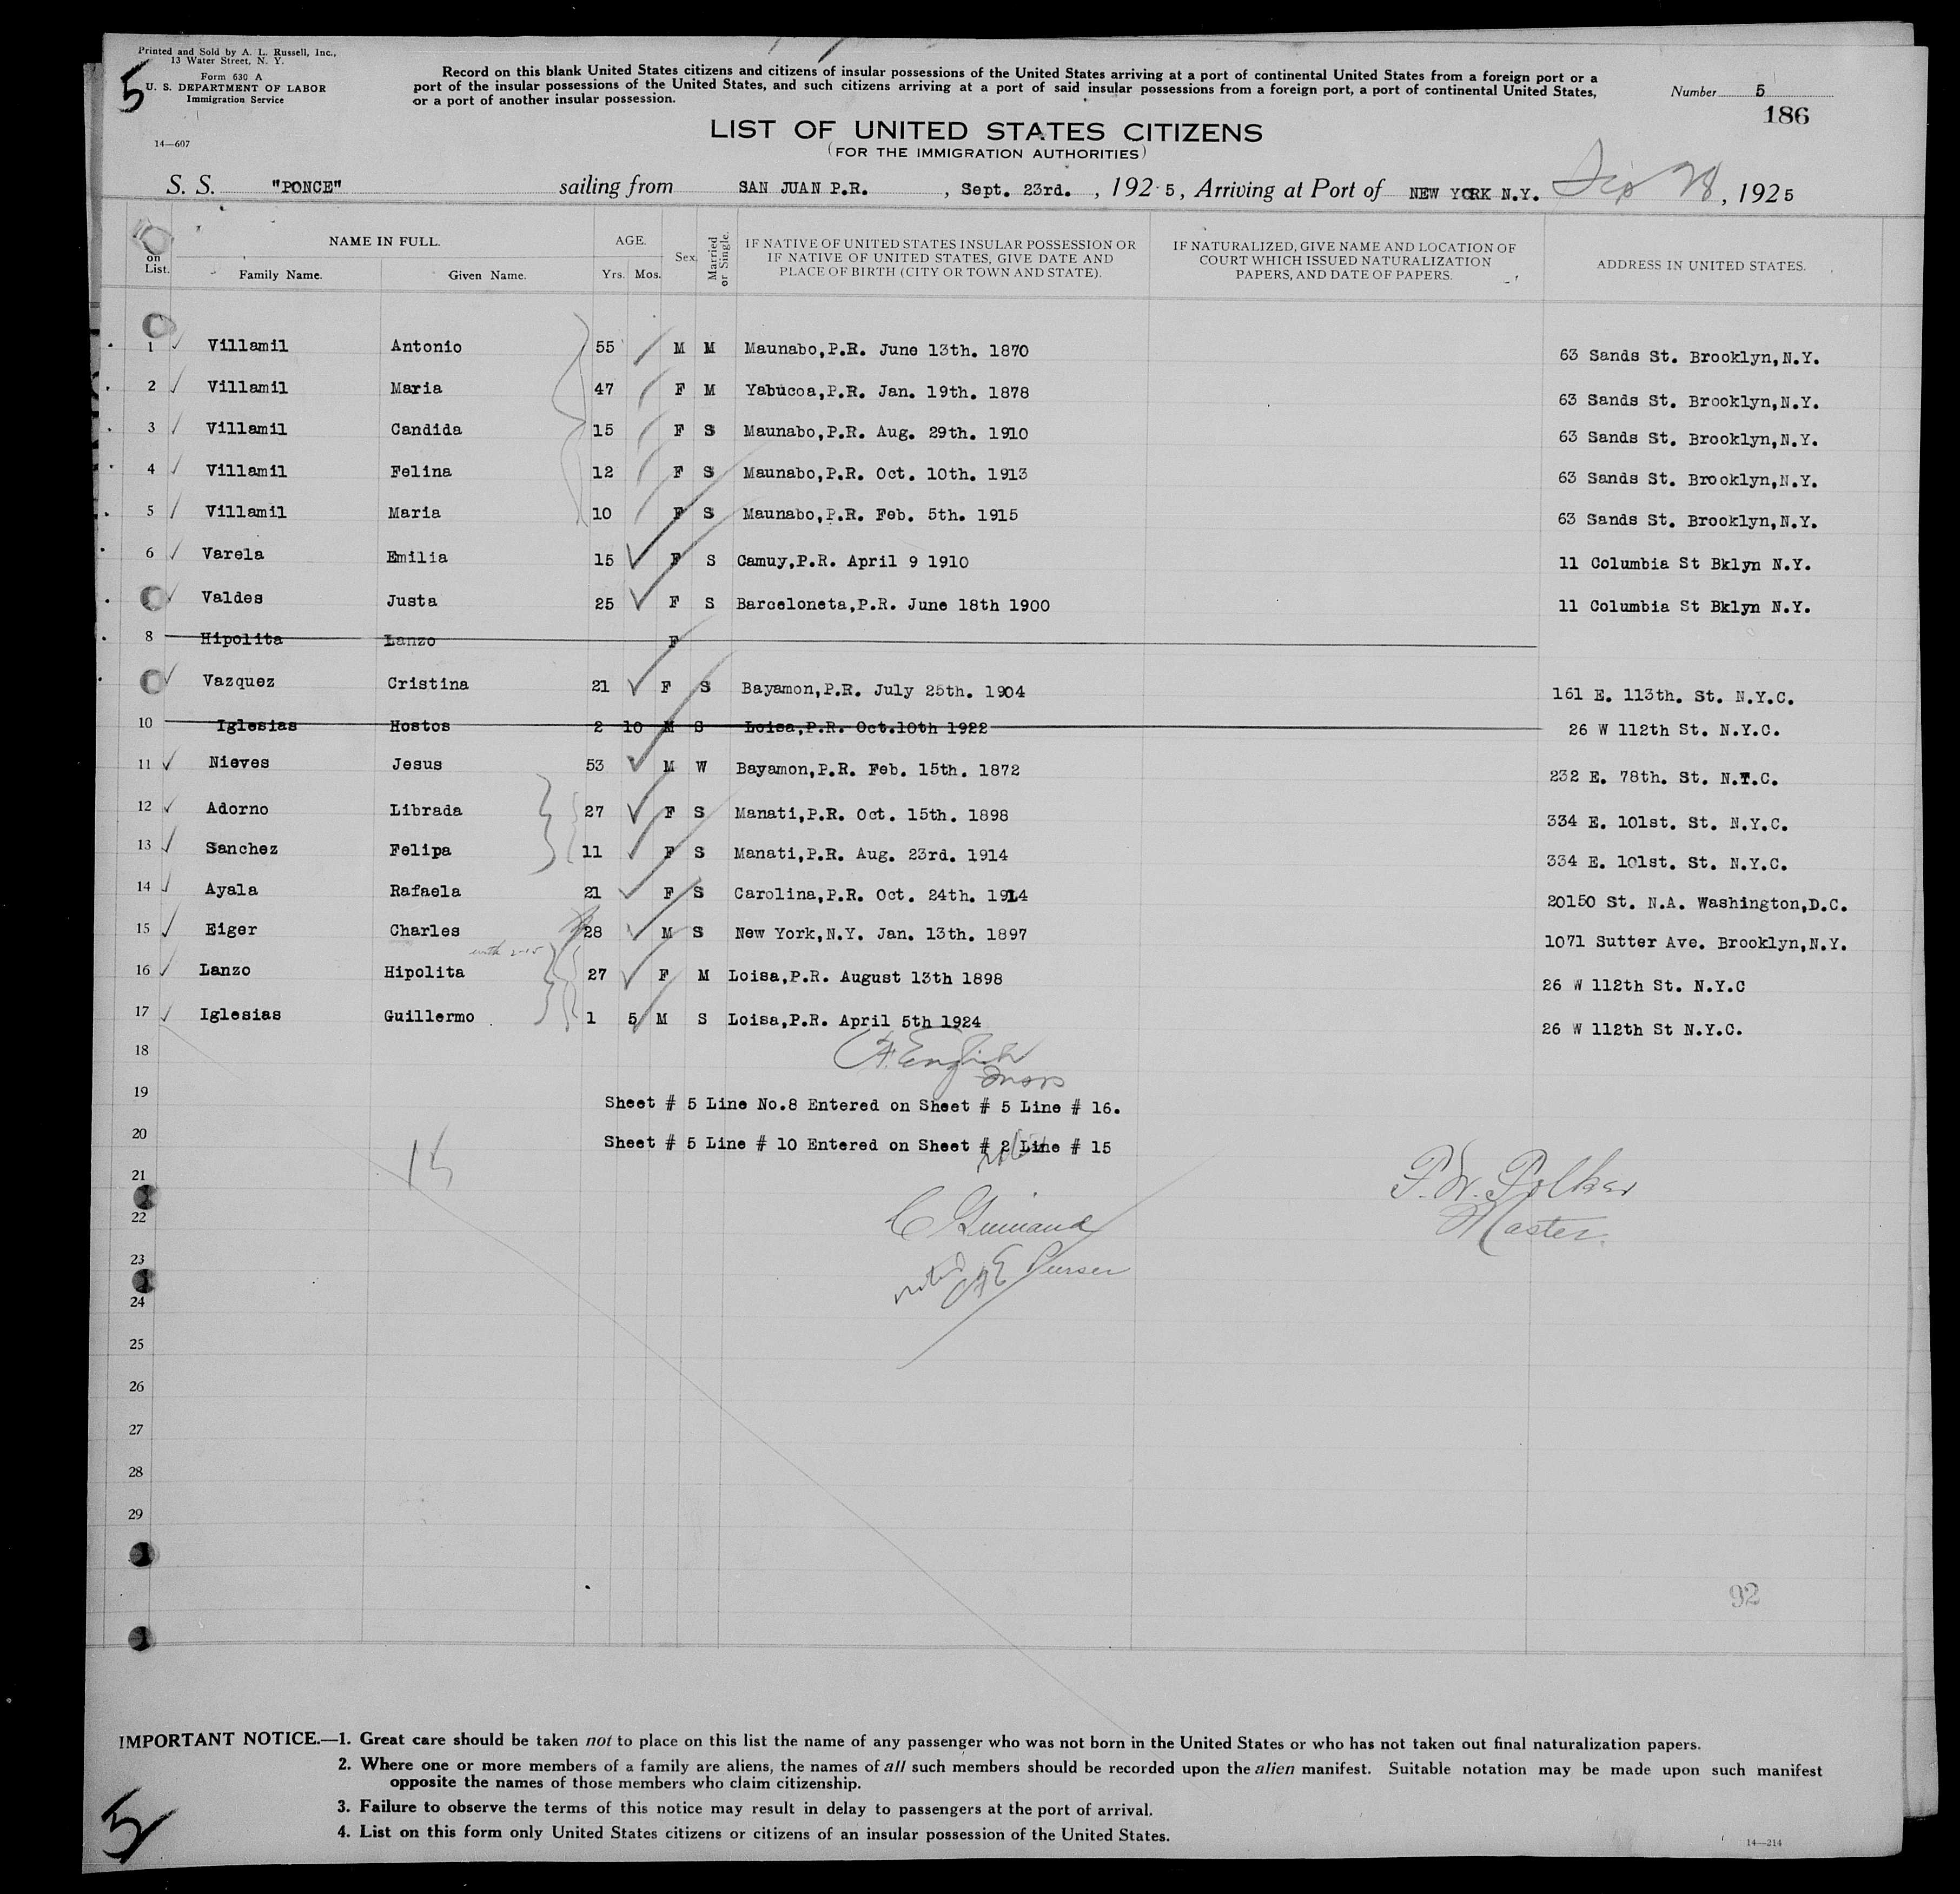 Printed and Sold by A. L. Russell, Inc.,
13 Water Street, N. Y.
Form 630 A
U. S. DEPARTMENT OF LABOR
Immigration Service
14—607
5
Record on this blank United States citizens and citizens of insular possessions of the United States arriving at a port of continental United States from a foreign port or a
port of the insular possessions of the United States, and such citizens arriving at a port of said insular possessions from a foreign port, a port of continental United States,
or a port of another insular possession.
Number 5
186
LIST OF UNITED STATES CITIZENS
(FOR THE IMMIGRATION AUTHORITIES)
S. S. "PONCE" sailing from SAN JUAN P.R. , Sept. 23rd. , 192 5, Arriving at Port of NEW YORK N.Y. Sep 28, 1925
on List. NAME IN FULL. Family Name. Given Name. AGE. Yrs. Mos. Sex. Married or Single. IF NATIVE OF UNITED STATES INSULAR POSSESSION OR IF NATIVE OF UNITED STATES, GIVE DATE AND PLACE OF BIRTH (CITY OR TOWN AND STATE). IF NATURALIZED, GIVE NAME AND LOCATION OF COURT WHICH ISSUED NATURALIZATION PAPERS, AND DATE OF PAPERS. ADDRESS IN UNITED STATES.
1 Villamil Antonio 55 M M Maunabo,P.R. June 13th. 1870 63 Sands St. Brooklyn,N.Y.
2 Villamil Maria 47 F M Yabucoa,P.R. Jan. 19th. 1878 63 Sands St. Brooklyn,N.Y.
3 Villamil Candida 15 F S Maunabo,P.R. Aug. 29th. 1910 63 Sands St. Brooklyn,N.Y.
4 Villamil Felina 12 F S Maunabo,P.R. Oct. 10th. 1913 63 Sands St. Brooklyn,N.Y.
5 Villamil Maria 10 F S Maunabo,P.R. Feb. 5th. 1915 63 Sands St. Brooklyn,N.Y.
6 Varela Emilia 15 F S Camuy,P.R. April 9 1910 11 Columbia St Bklyn N.Y.
Valdes Justa 25 F S Barceloneta,P.R. June 18th 1900 11 Columbia St Bklyn N.Y.
8 Hipolita Lanzo F
Vazquez Cristina 21 F S Bayamon,P.R. July 25th. 1904 161 E. 113th. St. N.Y.C.
10 Iglesias Hostos 2 10 M S Loisa,P.R. Oct.10th 1922 26 W 112th St. N.Y.C.
11 Nieves Jesus 53 M W Bayamon,P.R. Feb. 15th. 1872 232 E. 78th. St. N.Y.C.
12 Adorno Librada 27 F S Manati,P.R. Oct. 15th. 1898 334 E. 101st. St. N.Y.C.
13 Sanchez Felipa 11 F S Manati,P.R. Aug. 23rd. 1914 334 E. 101st. St. N.Y.C.
14 Ayala Rafaela 21 F S Carolina,P.R. Oct. 24th. 1914 20150 St. N.A. Washington,D.C.
15 Eiger Charles 28 M S New York,N.Y. Jan. 13th. 1897 1071 Sutter Ave. Brooklyn,N.Y.
with 2-15
16 Lanzo Hipolita 27 F M Loisa,P.R. August 13th 1898 26 W 112th St. N.Y.C
17 Iglesias Guillermo 1 5 M S Loisa,P.R. April 5th 1924 26 W 112th St N.Y.C.
18
English
19 Sheet # 5 Line No.8 Entered on Sheet # 5 Line # 16.
20 Sheet # 5 Line # 10 Entered on Sheet # 2 Line # 15
15
21
22
Master.
23
Purser
24
25
26
27
28
29
92
IMPORTANT NOTICE.—1. Great care should be taken not to place on this list the name of any passenger who was not born in the United States or who has not taken out final naturalization papers.
2. Where one or more members of a family are aliens, the names of all such members should be recorded upon the alien manifest. Suitable notation may be made upon such manifest
opposite the names of those members who claim citizenship.
3. Failure to observe the terms of this notice may result in delay to passengers at the port of arrival.
4. List on this form only United States citizens or citizens of an insular possession of the United States.
5
14—214